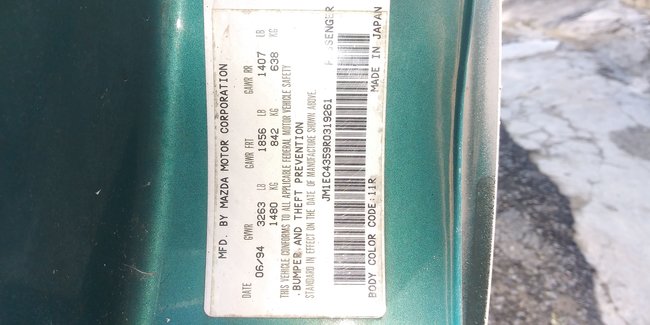 MFD. BY MAZDA MOTOR CORPORATION
DATE GVWR GAWR FRT GAWR RR
06/94 3263 LB 1856 LB 1407 LB
1480 KG 842 KG 638 KG
THIS VEHICLE CONFORMS TO ALL APPLICABLE FEDERAL MOTOR VEHICLE SAFETY
, BUMPER, AND THEFT PREVENTION
STANDARD IN EFFECT ON THE DATE OF MANUFACTURE SHOWN ABOVE.
JM1EC4359R0319261
BODY COLOR CODE:11R MADE IN JAPAN